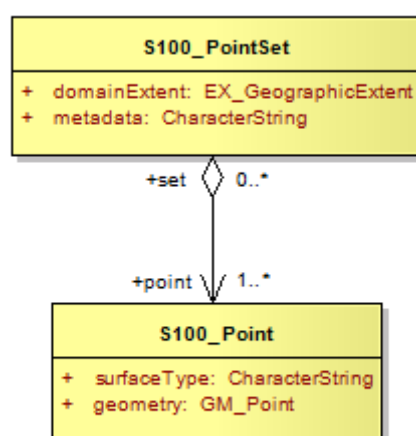 S100_PointSet
+ domainExtent: EX_GeographicExtent
+ metadata: CharacterString
+set 0..*
+point 1..*
S100_Point
+ surfaceType: CharacterString
+ geometry: GM_Point